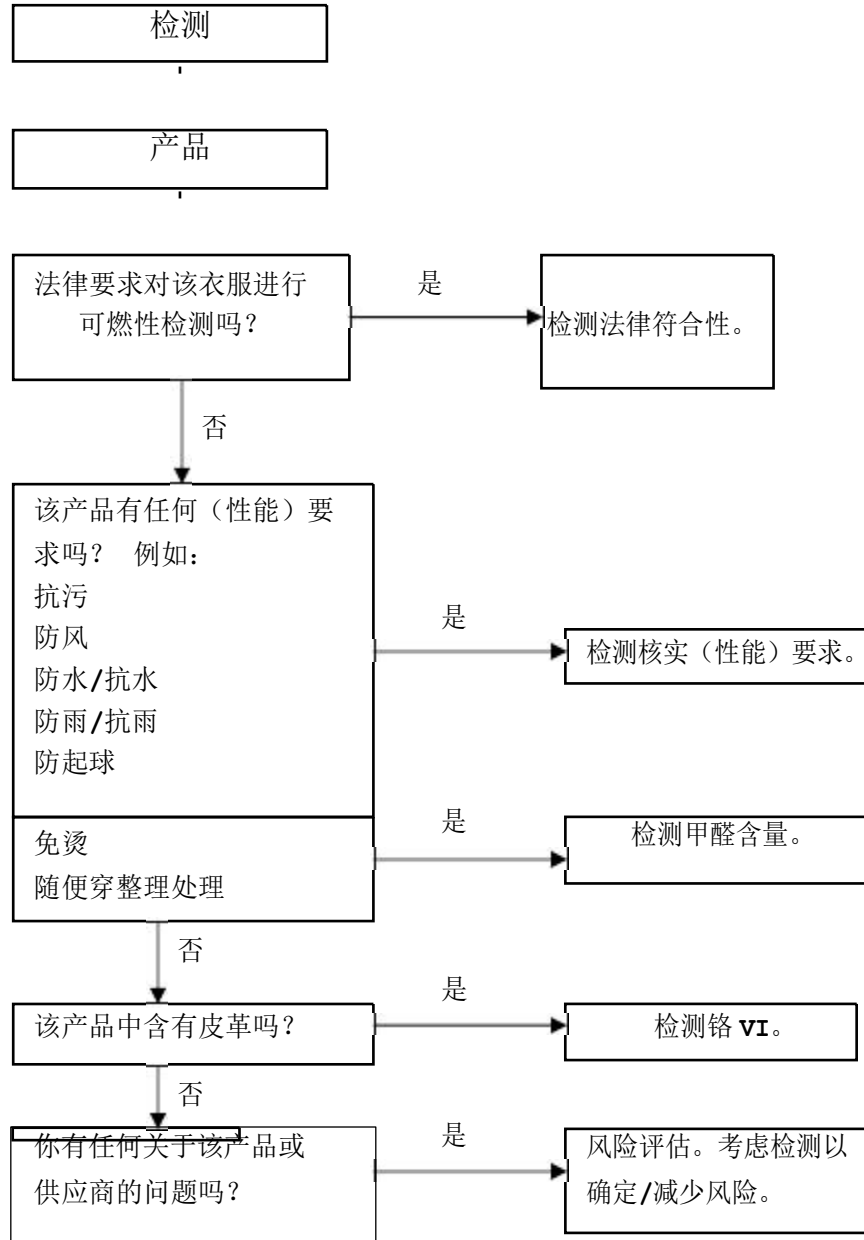 检测
产品
法律要求对该衣服进行
可燃性检测吗？
是
检测法律符合性。
否
该产品有任何（性能）要
求吗？ 例如：
抗污
防风
防水/抗水
防雨/抗雨
防起球
是
检测核实（性能）要求。
免烫
随便穿整理处理
是
检测甲醛含量。
否
该产品中含有皮革吗？
是
检测铬 VI。
否
你有任何关于该产品或
供应商的问题吗？
是
风险评估。考虑检测以
确定/减少风险。